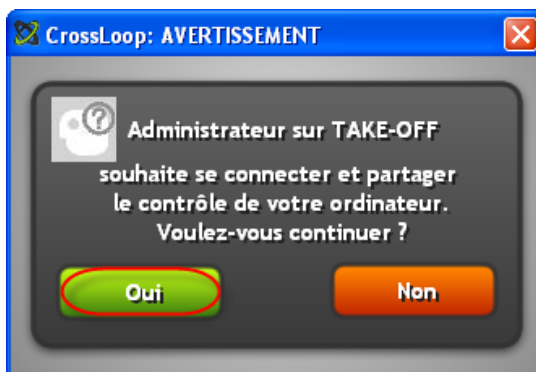 CrossLoop: AVERTISSEMENT
Administrateur sur TAKE-OFF
souhaite se connecter et partager
le contrôle de votre ordinateur.
Voulez-vous continuer ?
Oui Non